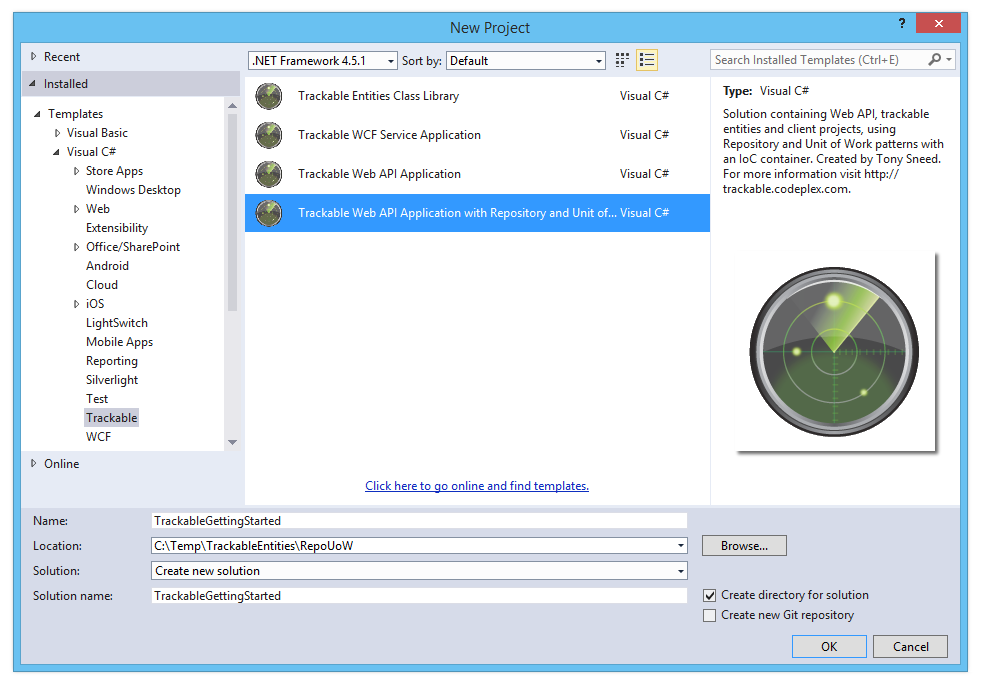 New Project
?
Recent
Installed
Templates
Visual Basic
Visual C#
Store Apps
Windows Desktop
Web
Extensibility
Office/SharePoint
Android
Cloud
iOS
LightSwitch
Mobile Apps
Reporting
Silverlight
Test
Trackable
WCF
Online
.NET Framework 4.5.1 Sort by: Default
Trackable Entities Class Library Visual C#
Trackable WCF Service Application Visual C#
Trackable Web API Application Visual C#
Trackable Web API Application with Repository and Unit of... Visual C#
Click here to go online and find templates.
Search Installed Templates (Ctrl+E)
Type: Visual C#
Solution containing Web API, trackable
entities and client projects, using
Repository and Unit of Work patterns with
an IoC container. Created by Tony Sneed.
For more information visit http://
trackable.codeplex.com.
Name: TrackableGettingStarted
Location: C:\Temp\TrackableEntities\RepoUoW Browse...
Solution: Create new solution
Solution name: TrackableGettingStarted
Create directory for solution
Create new Git repository
OK Cancel